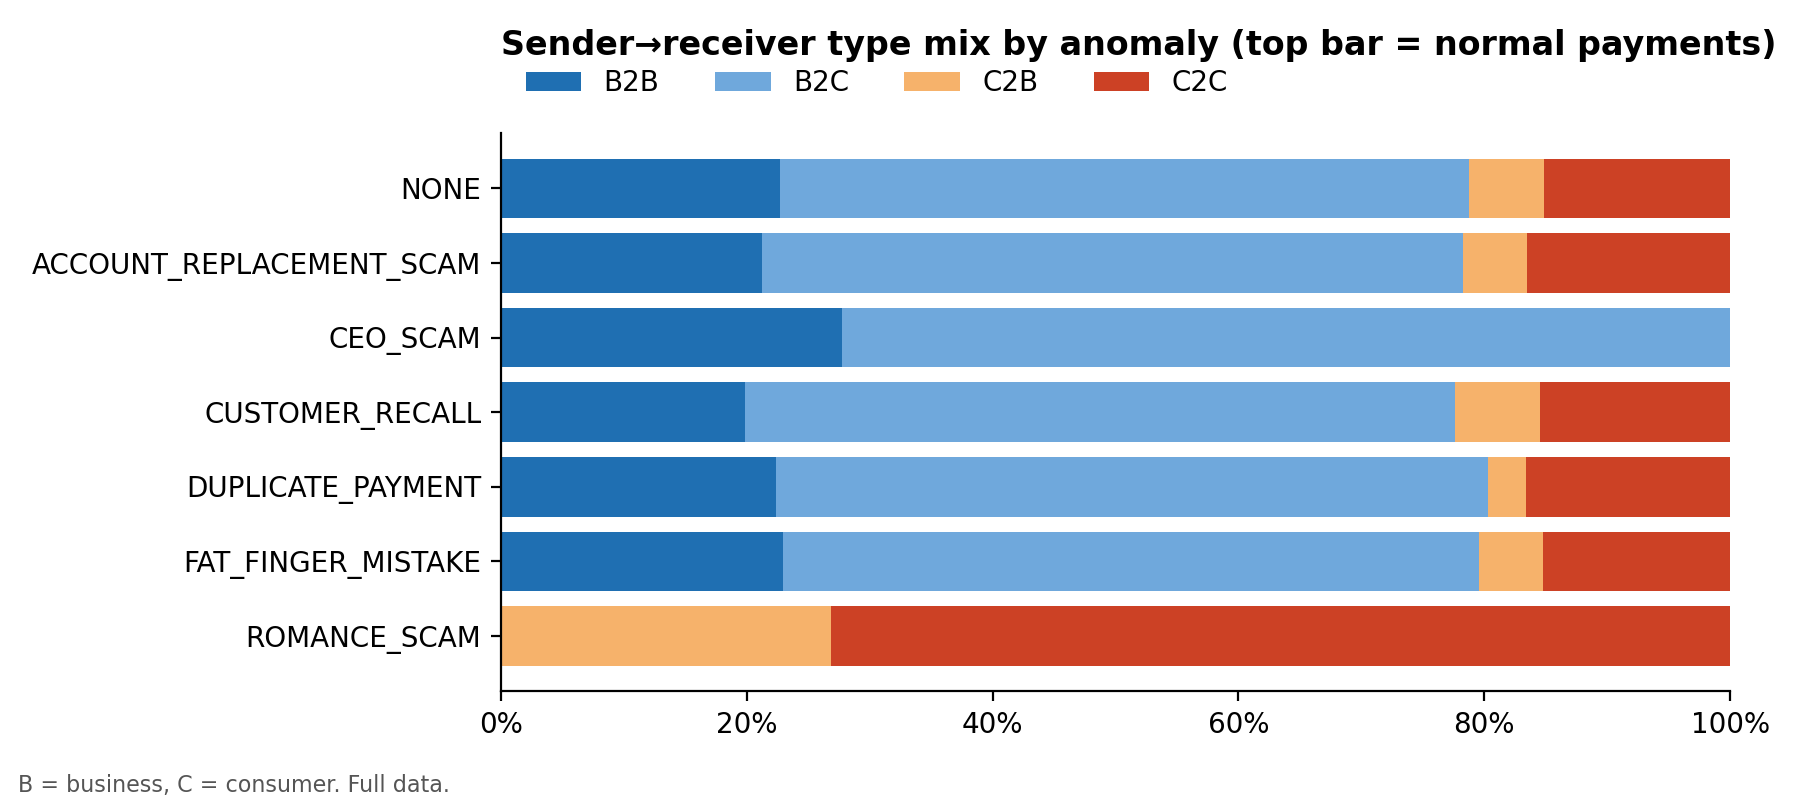 Sender→receiver type mix by anomaly (top bar = normal payments)
B2B B2C C2B C2C
NONE
ACCOUNT_REPLACEMENT_SCAM
CEO_SCAM
CUSTOMER_RECALL
DUPLICATE_PAYMENT
FAT_FINGER_MISTAKE
ROMANCE_SCAM
0% 20% 40% 60% 80% 100%
B = business, C = consumer. Full data.